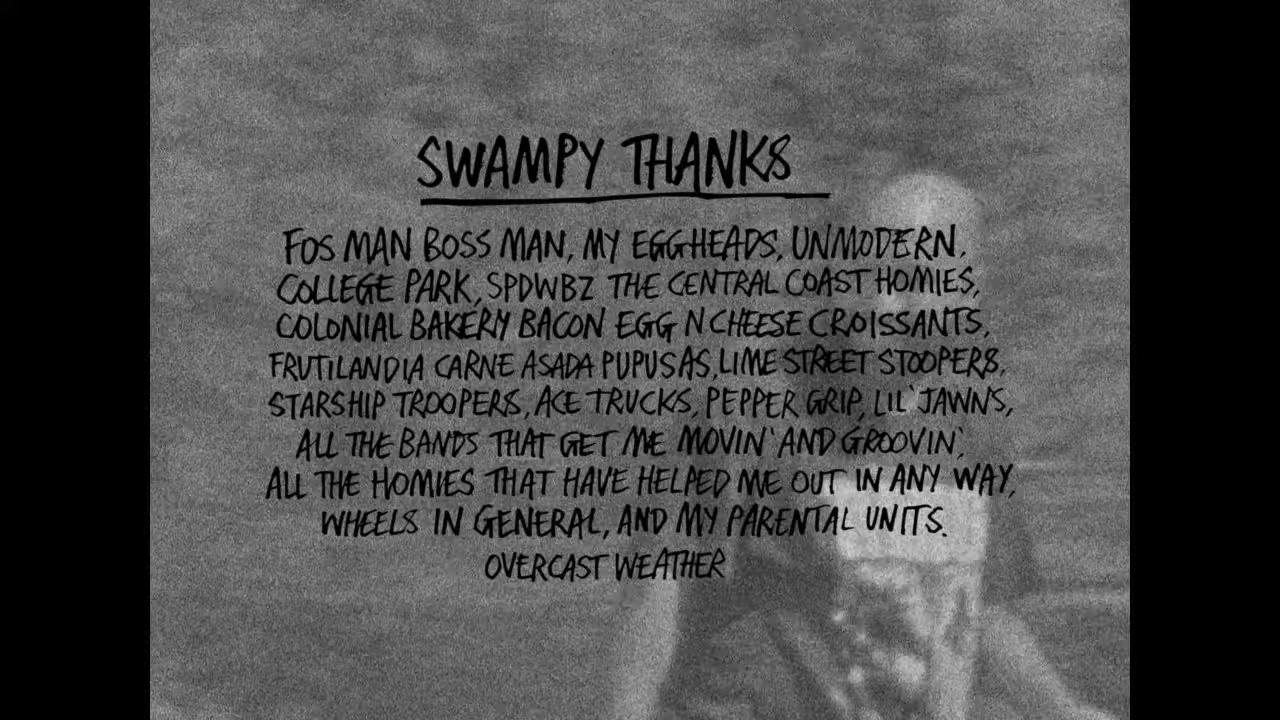 SWAMPY THANKS
FOS MAN BOSS MAN, MY EGGHEADS, UNMODERN,
COLLEGE PARK, SPDWBZ THE CENTRAL COAST HOMIES,
COLONIAL BAKERY BACON EGG N CHEESE CROISSANTS,
FRUTILANDIA CARNE ASADA PUPUSAS, LIME STREET STOOPERS,
STARSHIP TROOPERS, ACE TRUCKS, PEPPER GRIP, LIL' JAWNS,
ALL THE BANDS THAT GET ME MOVIN' AND GROOVIN',
ALL THE HOMIES THAT HAVE HELPED ME OUT IN ANY WAY,
WHEELS IN GENERAL, AND MY PARENTAL UNITS.
OVERCAST WEATHER